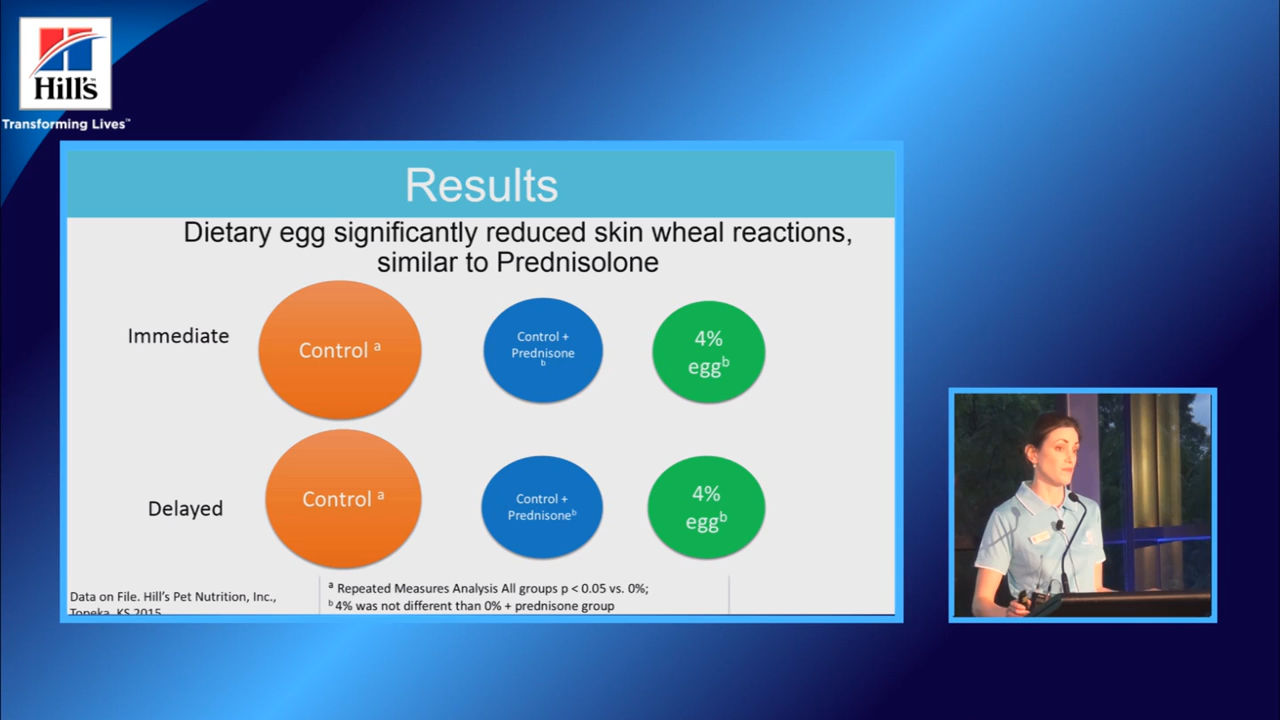 Hill's
Transforming Lives™
Results
Dietary egg significantly reduced skin wheal reactions,
similar to Prednisolone
Immediate
Control ᵃ
Control +
Prednisone
ᵇ
4%
eggᵇ
Delayed
Control ᵃ
Control +
Prednisoneᵇ
4%
eggᵇ
Data on File. Hill's Pet Nutrition, Inc.,
Topeka, KS 2015
ᵃ Repeated Measures Analysis All groups p < 0.05 vs. 0%;
ᵇ 4% was not different than 0% + prednisone group